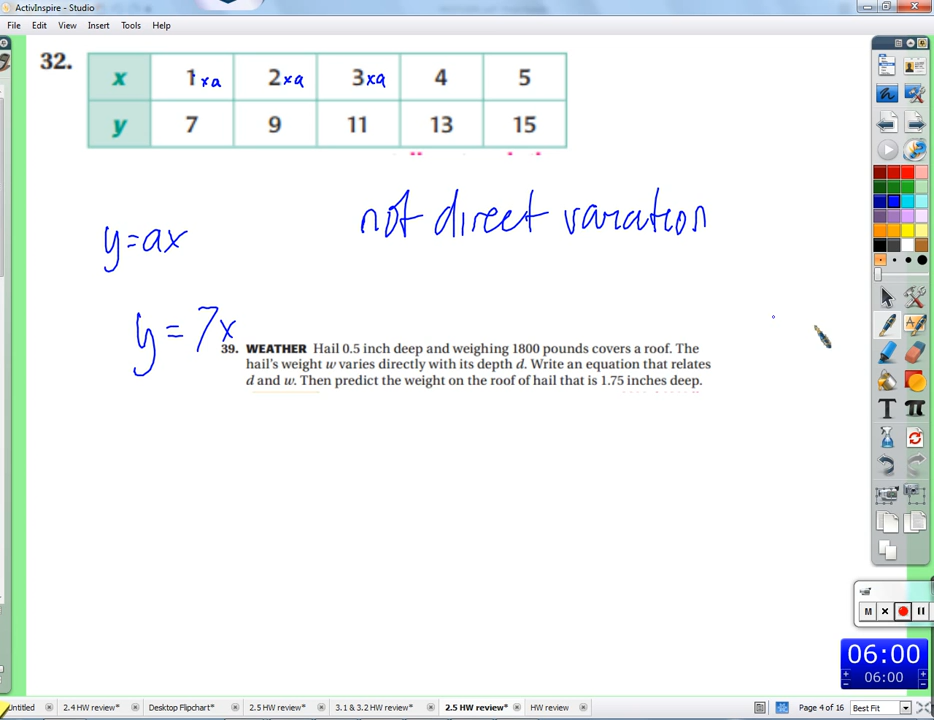 ActivInspire - Studio
File Edit View Insert Tools Help
32.
x 1xa 2xa 3xa 4 5
y 7 9 11 13 15
not direct variation
y=ax
y = 7x
39. WEATHER Hail 0.5 inch deep and weighing 1800 pounds covers a roof. The
hail's weight w varies directly with its depth d. Write an equation that relates
d and w. Then predict the weight on the roof of hail that is 1.75 inches deep.
T π
M
06:00
06:00
Untitled 2.4 HW review* Desktop Flipchart* 2.5 HW review* 3.1 & 3.2 HW review* 2.5 HW review* HW review Page 4 of 16 Best Fit